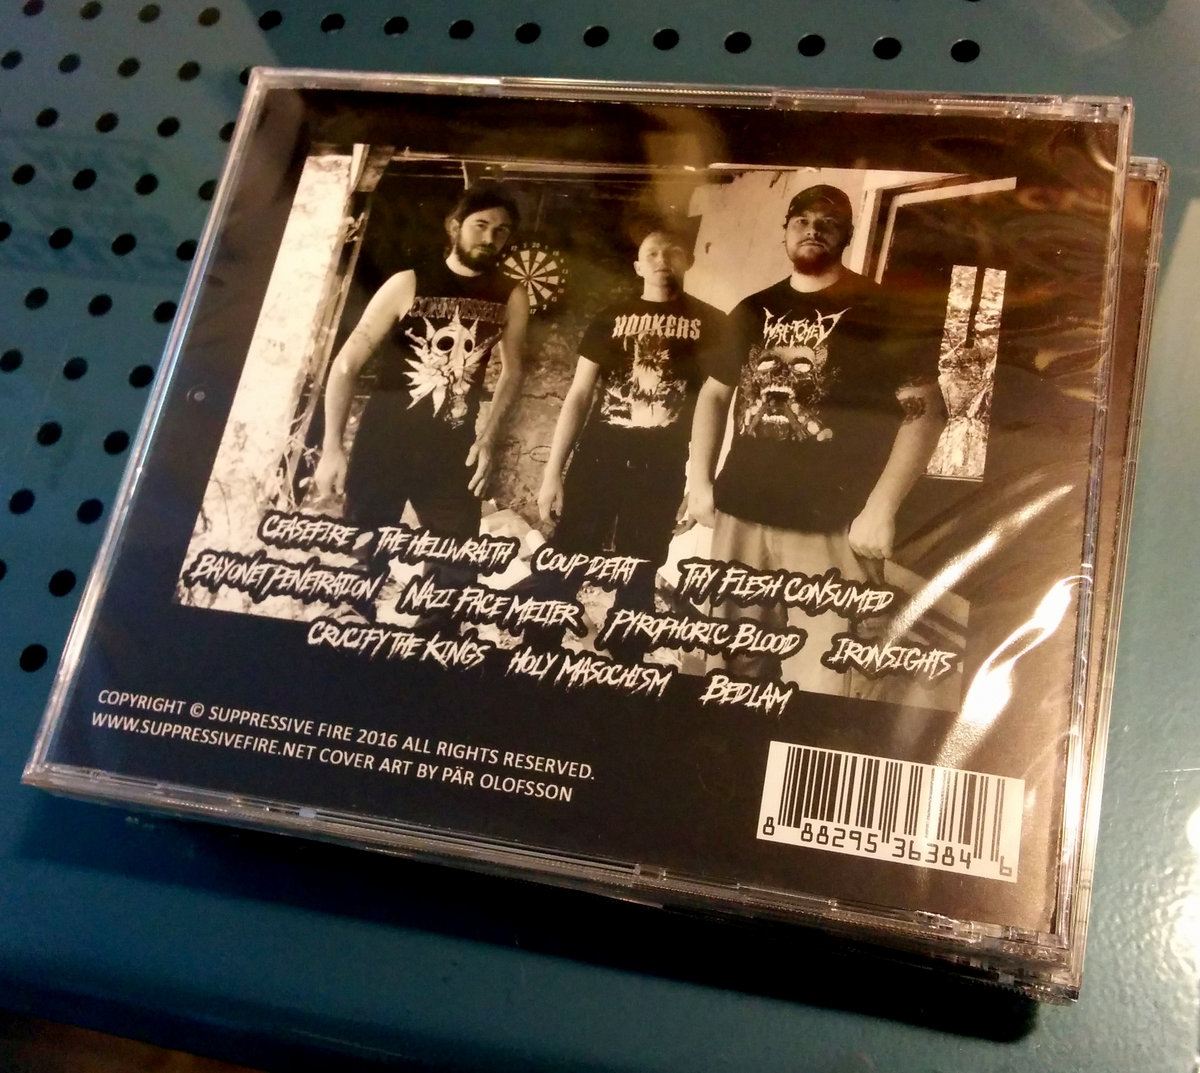 HOOKERS
WRETCHED
CEASEFIRE • THE HELLWRAITH COUP DETAT THY FLESH CONSUMED
BAYONET PENETRATION NAZI FACE MELTER PYROPHORIC BLOOD IRONSIGHTS
CRUCIFY THE KINGS HOLY MASOCHISM BEDLAM
COPYRIGHT © SUPPRESSIVE FIRE 2016 ALL RIGHTS RESERVED.
WWW.SUPPRESSIVEFIRE.NET COVER ART BY PÄR OLOFSSON
8 88295 36384 6